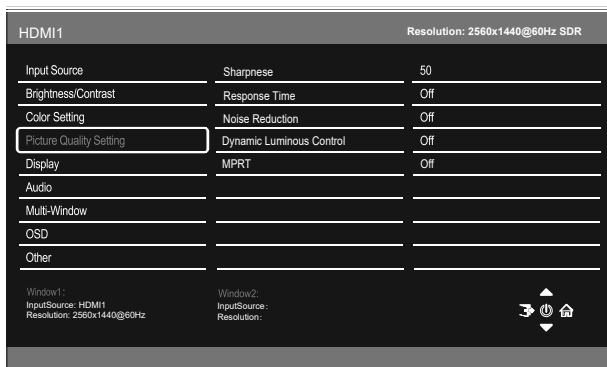 HDMI1 Resolution: 2560x1440@60Hz SDR
Input Source Sharpnese 50
Brightness/Contrast Response Time Off
Color Setting Noise Reduction Off
Picture Quality Setting Dynamic Luminous Control Off
Display MPRT Off
Audio
Multi-Window
OSD
Other
Window1: Window2:
InputSource: HDMI1 InputSource:
Resolution: 2560x1440@60Hz Resolution: